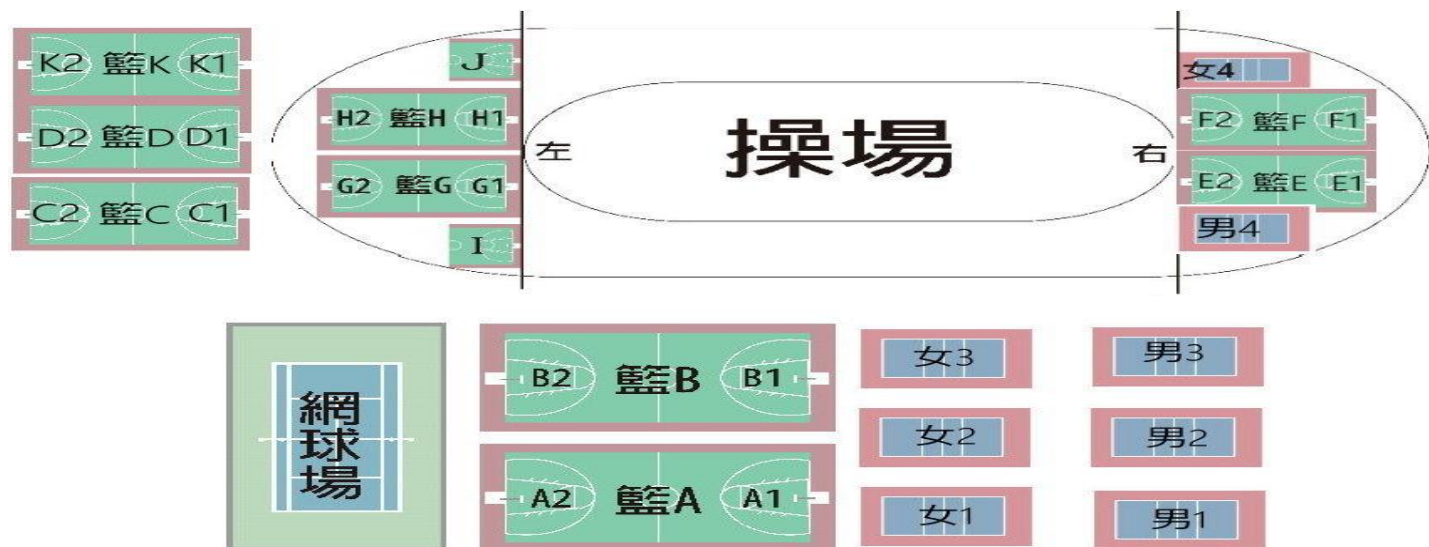 K2 籃K K1
D2 籃D D1
C2 籃C C1
J
H2 籃H H1
G2 籃G G1
I
左
操場
右
女4
F2 籃F F1
E2 籃E E1
男4
網球場
B2 籃B B1
A2 籃A A1
女3
男3
女2
男2
女1
男1